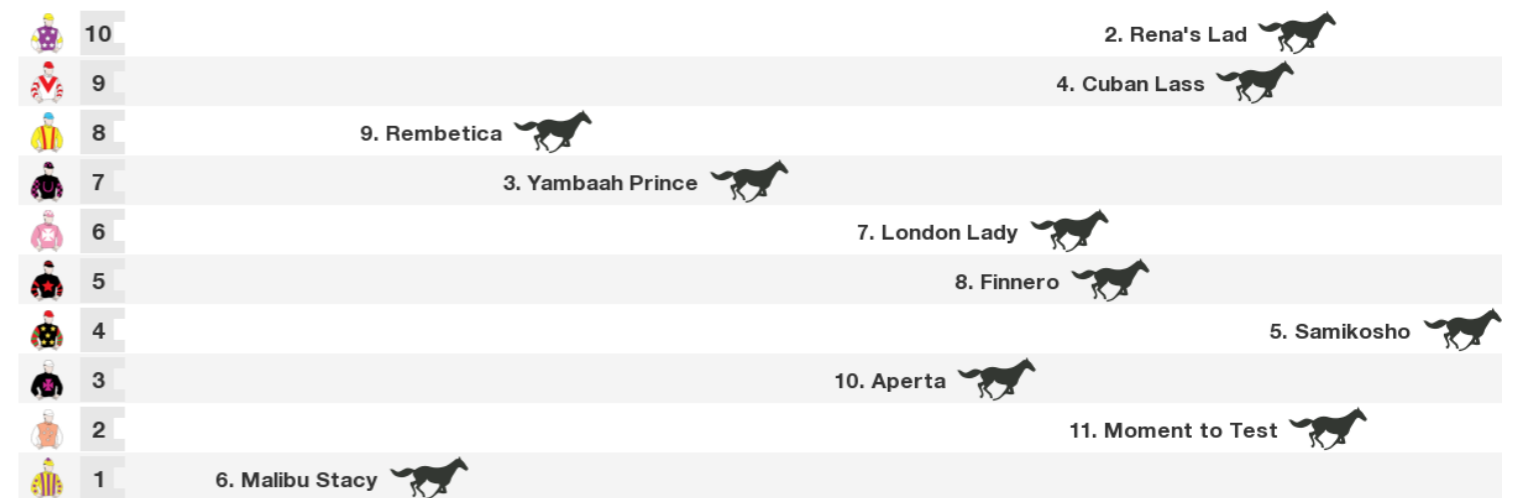 10 2. Rena's Lad
9 4. Cuban Lass
8 9. Rembetica
7 3. Yambaah Prince
6 7. London Lady
5 8. Finnero
4 5. Samikosho
3 10. Aperta
2 11. Moment to Test
1 6. Malibu Stacy